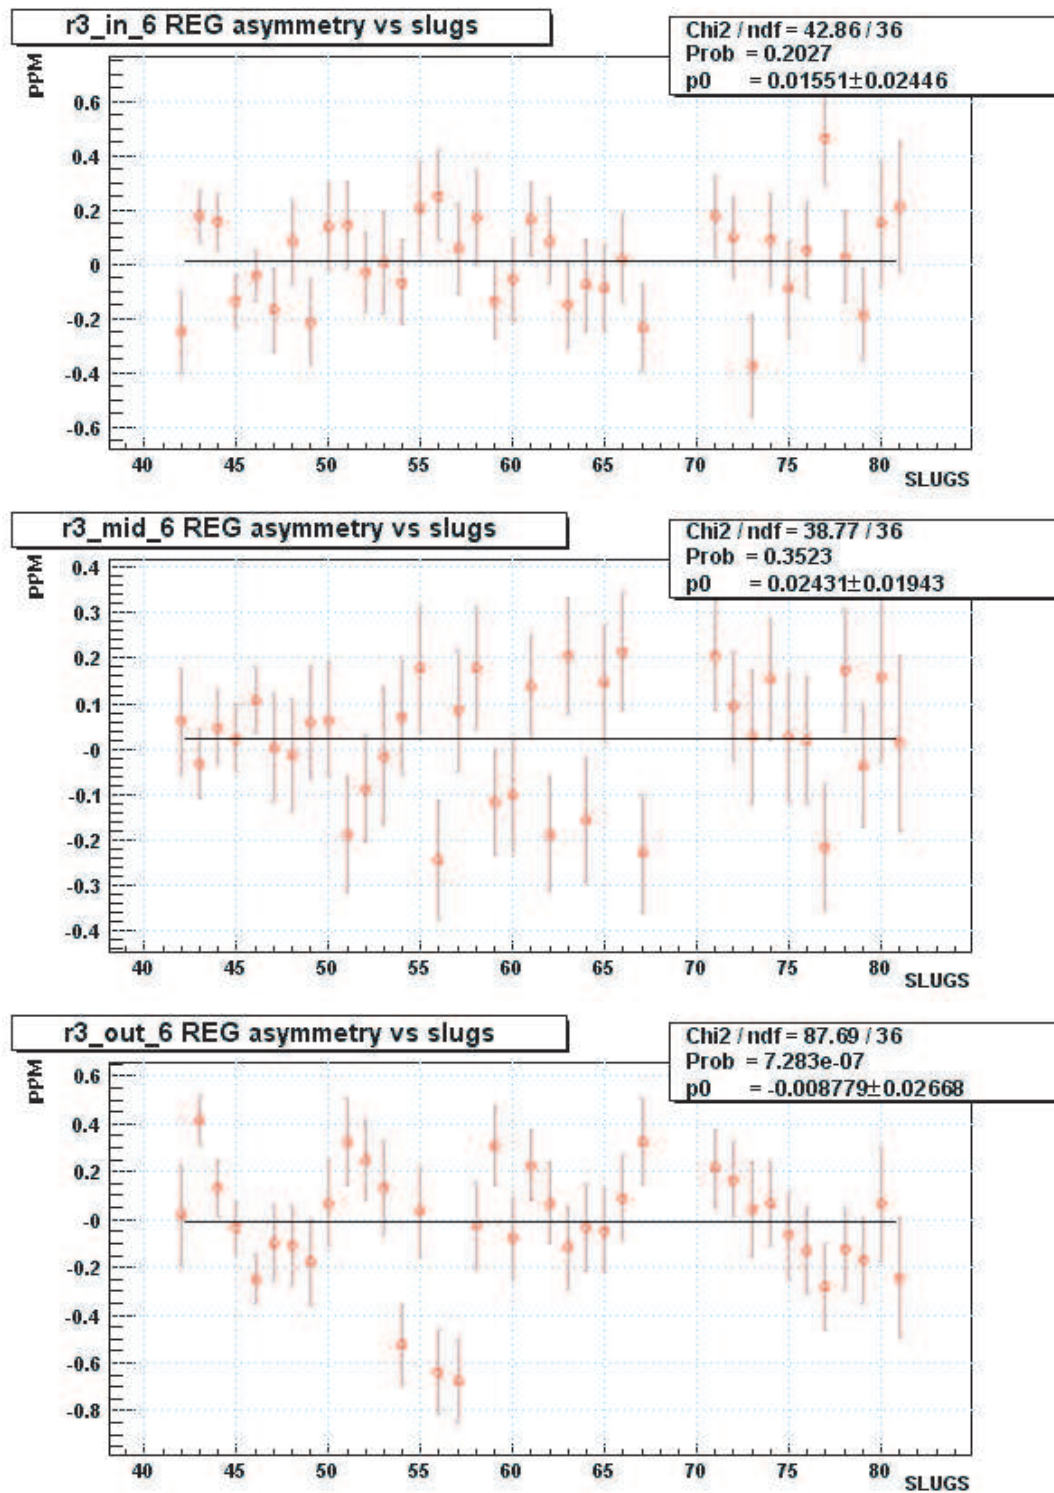 r3_in_6 REG asymmetry vs slugs
Chi2 / ndf = 42.86 / 36
Prob = 0.2027
p0 = 0.01551±0.02446
PPM
0.6
0.4
0.2
0
-0.2
-0.4
-0.6
40 45 50 55 60 65 70 75 80
SLUGS
r3_mid_6 REG asymmetry vs slugs
Chi2 / ndf = 38.77 / 36
Prob = 0.3523
p0 = 0.02431±0.01943
PPM
0.4
0.3
0.2
0.1
-0
-0.1
-0.2
-0.3
-0.4
40 45 50 55 60 65 70 75 80
SLUGS
r3_out_6 REG asymmetry vs slugs
Chi2 / ndf = 87.69 / 36
Prob = 7.283e-07
p0 = -0.008779±0.02668
PPM
0.6
0.4
0.2
-0
-0.2
-0.4
-0.6
-0.8
40 45 50 55 60 65 70 75 80
SLUGS